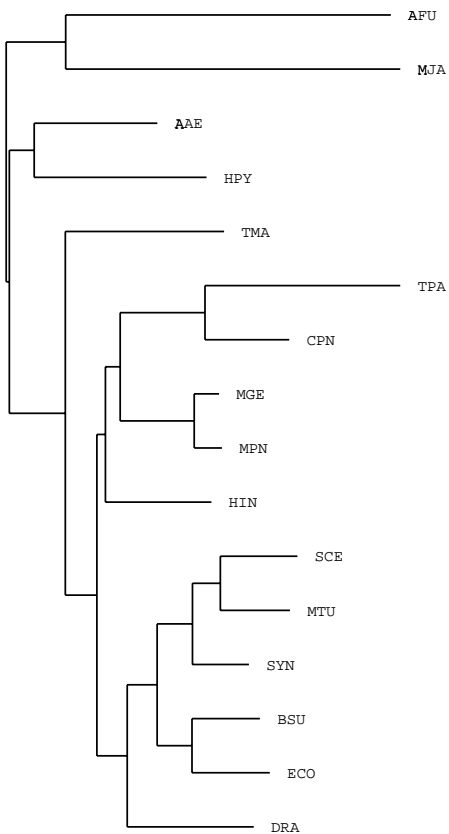 AFU
MJA
AAE
HPY
TMA
TPA
CPN
MGE
MPN
HIN
SCE
MTU
SYN
BSU
ECO
DRA